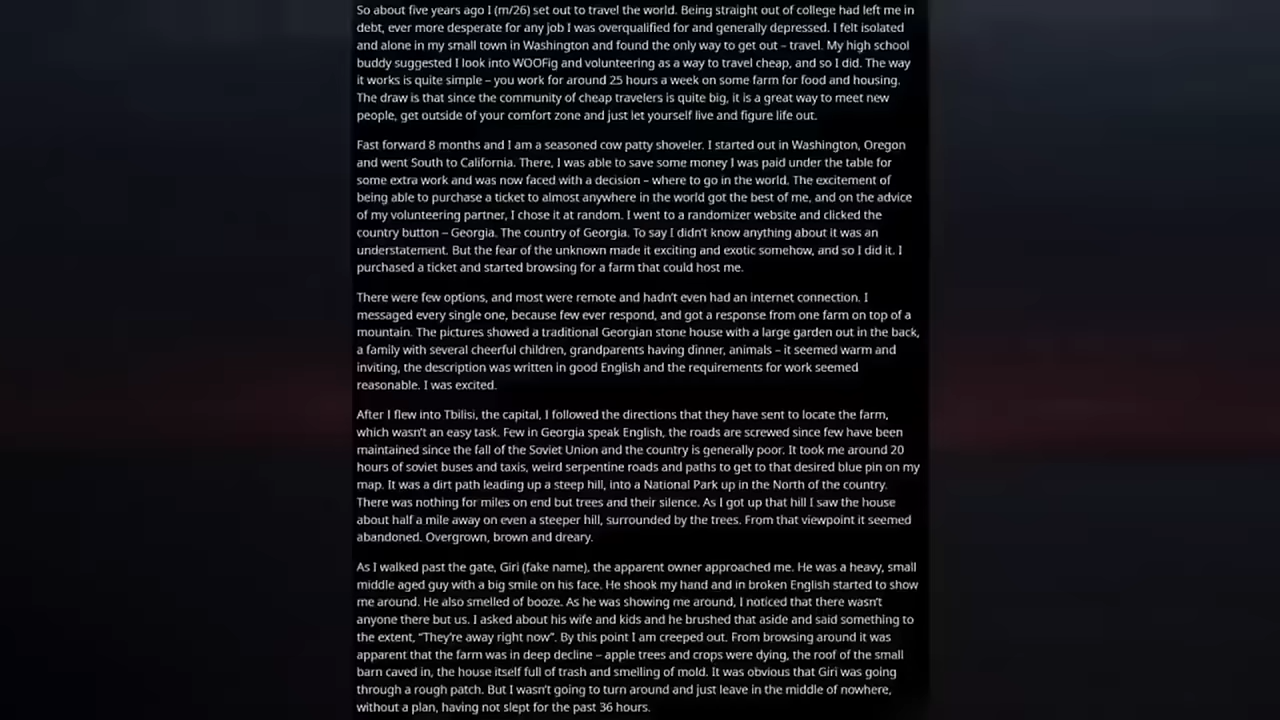 So about five years ago I (m/26) set out to travel the world. Being straight out of college had left me in
debt, ever more desperate for any job I was overqualified for and generally depressed. I felt isolated
and alone in my small town in Washington and found the only way to get out – travel. My high school
buddy suggested I look into WOOFig and volunteering as a way to travel cheap, and so I did. The way
it works is quite simple – you work for around 25 hours a week on some farm for food and housing.
The draw is that since the community of cheap travelers is quite big, it is a great way to meet new
people, get outside of your comfort zone and just let yourself live and figure life out.
Fast forward 8 months and I am a seasoned cow patty shoveler. I started out in Washington, Oregon
and went South to California. There, I was able to save some money I was paid under the table for
some extra work and was now faced with a decision – where to go in the world. The excitement of
being able to purchase a ticket to almost anywhere in the world got the best of me, and on the advice
of my volunteering partner, I chose it at random. I went to a randomizer website and clicked the
country button – Georgia. The country of Georgia. To say I didn't know anything about it was an
understatement. But the fear of the unknown made it exciting and exotic somehow, and so I did it. I
purchased a ticket and started browsing for a farm that could host me.
There were few options, and most were remote and hadn't even had an internet connection. I
messaged every single one, because few ever respond, and got a response from one farm on top of a
mountain. The pictures showed a traditional Georgian stone house with a large garden out in the back,
a family with several cheerful children, grandparents having dinner, animals – it seemed warm and
inviting, the description was written in good English and the requirements for work seemed
reasonable. I was excited.
After I flew into Tbilisi, the capital, I followed the directions that they have sent to locate the farm,
which wasn't an easy task. Few in Georgia speak English, the roads are screwed since few have been
maintained since the fall of the Soviet Union and the country is generally poor. It took me around 20
hours of soviet buses and taxis, weird serpentine roads and paths to get to that desired blue pin on my
map. It was a dirt path leading up a steep hill, into a National Park up in the North of the country.
There was nothing for miles on end but trees and their silence. As I got up that hill I saw the house
about half a mile away on even a steeper hill, surrounded by the trees. From that viewpoint it seemed
abandoned. Overgrown, brown and dreary.
As I walked past the gate, Giri (fake name), the apparent owner approached me. He was a heavy, small
middle aged guy with a big smile on his face. He shook my hand and in broken English started to show
me around. He also smelled of booze. As he was showing me around, I noticed that there wasn't
anyone there but us. I asked about his wife and kids and he brushed that aside and said something to
the extent, "They're away right now". By this point I am creeped out. From browsing around it was
apparent that the farm was in deep decline – apple trees and crops were dying, the roof of the small
barn caved in, the house itself full of trash and smelling of mold. It was obvious that Giri was going
through a rough patch. But I wasn't going to turn around and just leave in the middle of nowhere,
without a plan, having not slept for the past 36 hours.